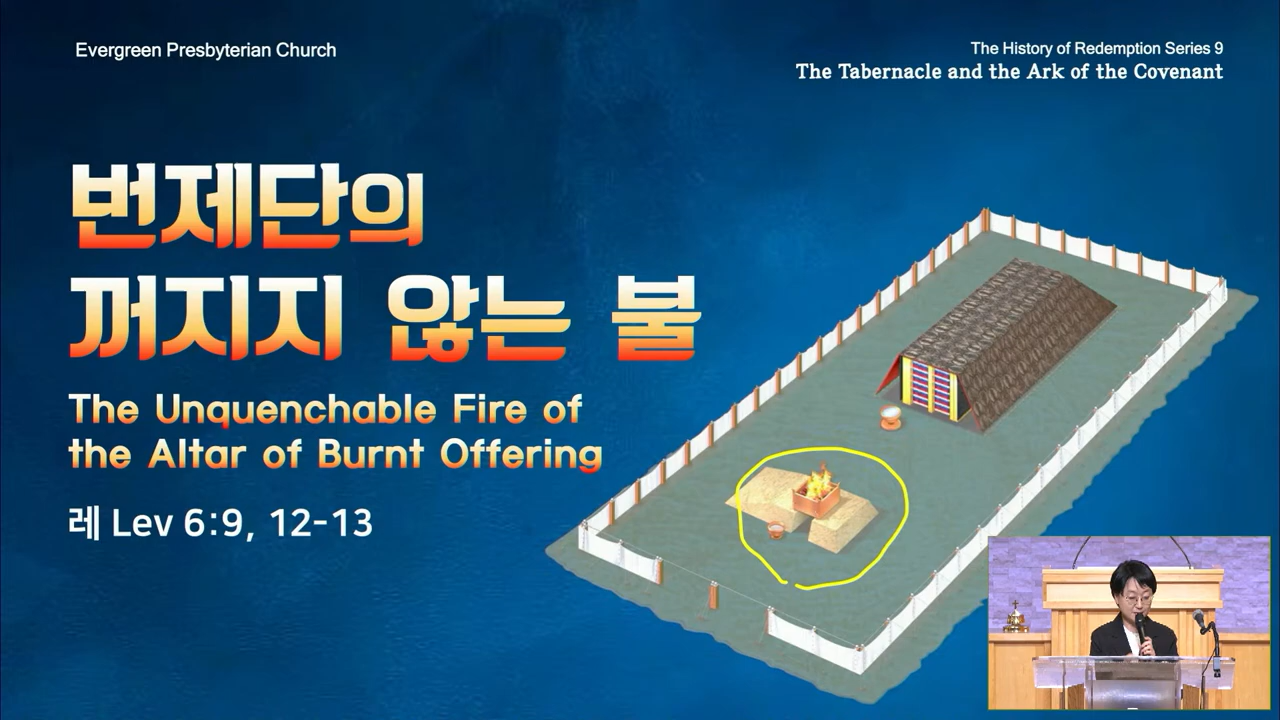 Evergreen Presbyterian Church
The History of Redemption Series 9
The Tabernacle and the Ark of the Covenant
번제단의
꺼지지 않는 불
The Unquenchable Fire of
the Altar of Burnt Offering
레 Lev 6:9, 12-13